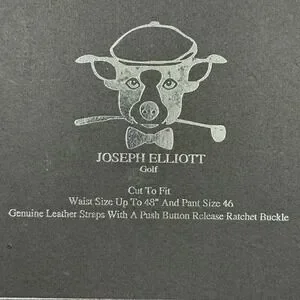 JOSEPH ELLIOTT
Golf
Cut To Fit
Waist Size Up To 48" And Pant Size 46
Genuine Leather Straps With A Push Button Release Ratchet Buckle